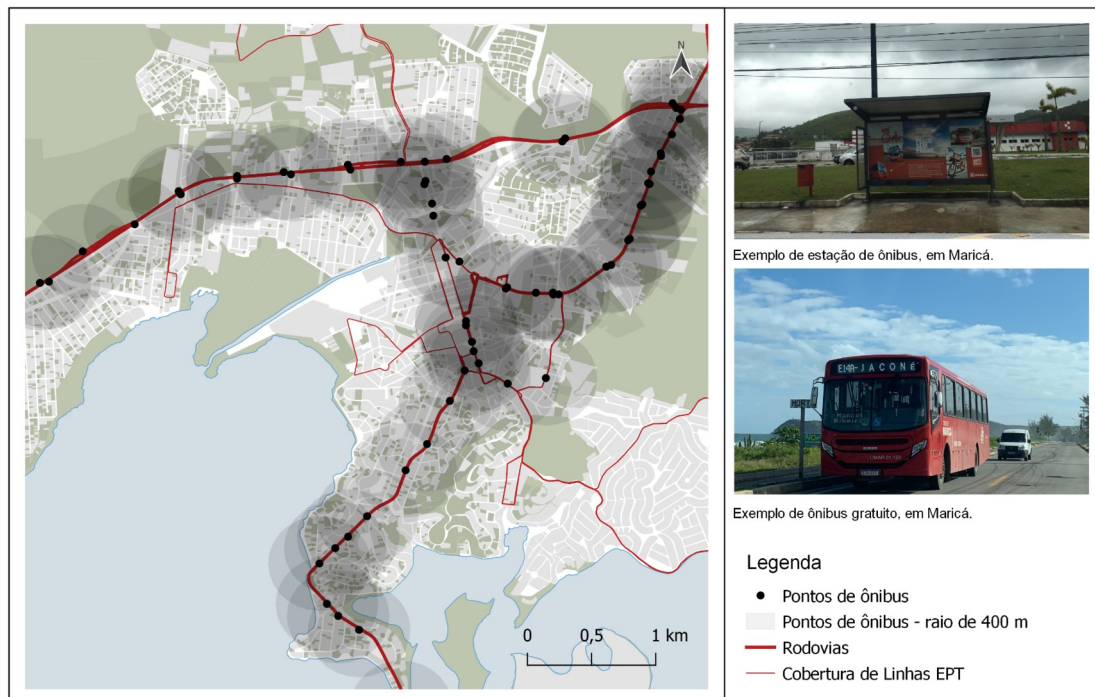 N
0 0,5 1 km
Exemplo de estação de ônibus, em Maricá.
E14A-JACONÉ
Exemplo de ônibus gratuito, em Maricá.
Legenda
Pontos de ônibus
Pontos de ônibus - raio de 400 m
Rodovias
Cobertura de Linhas EPT